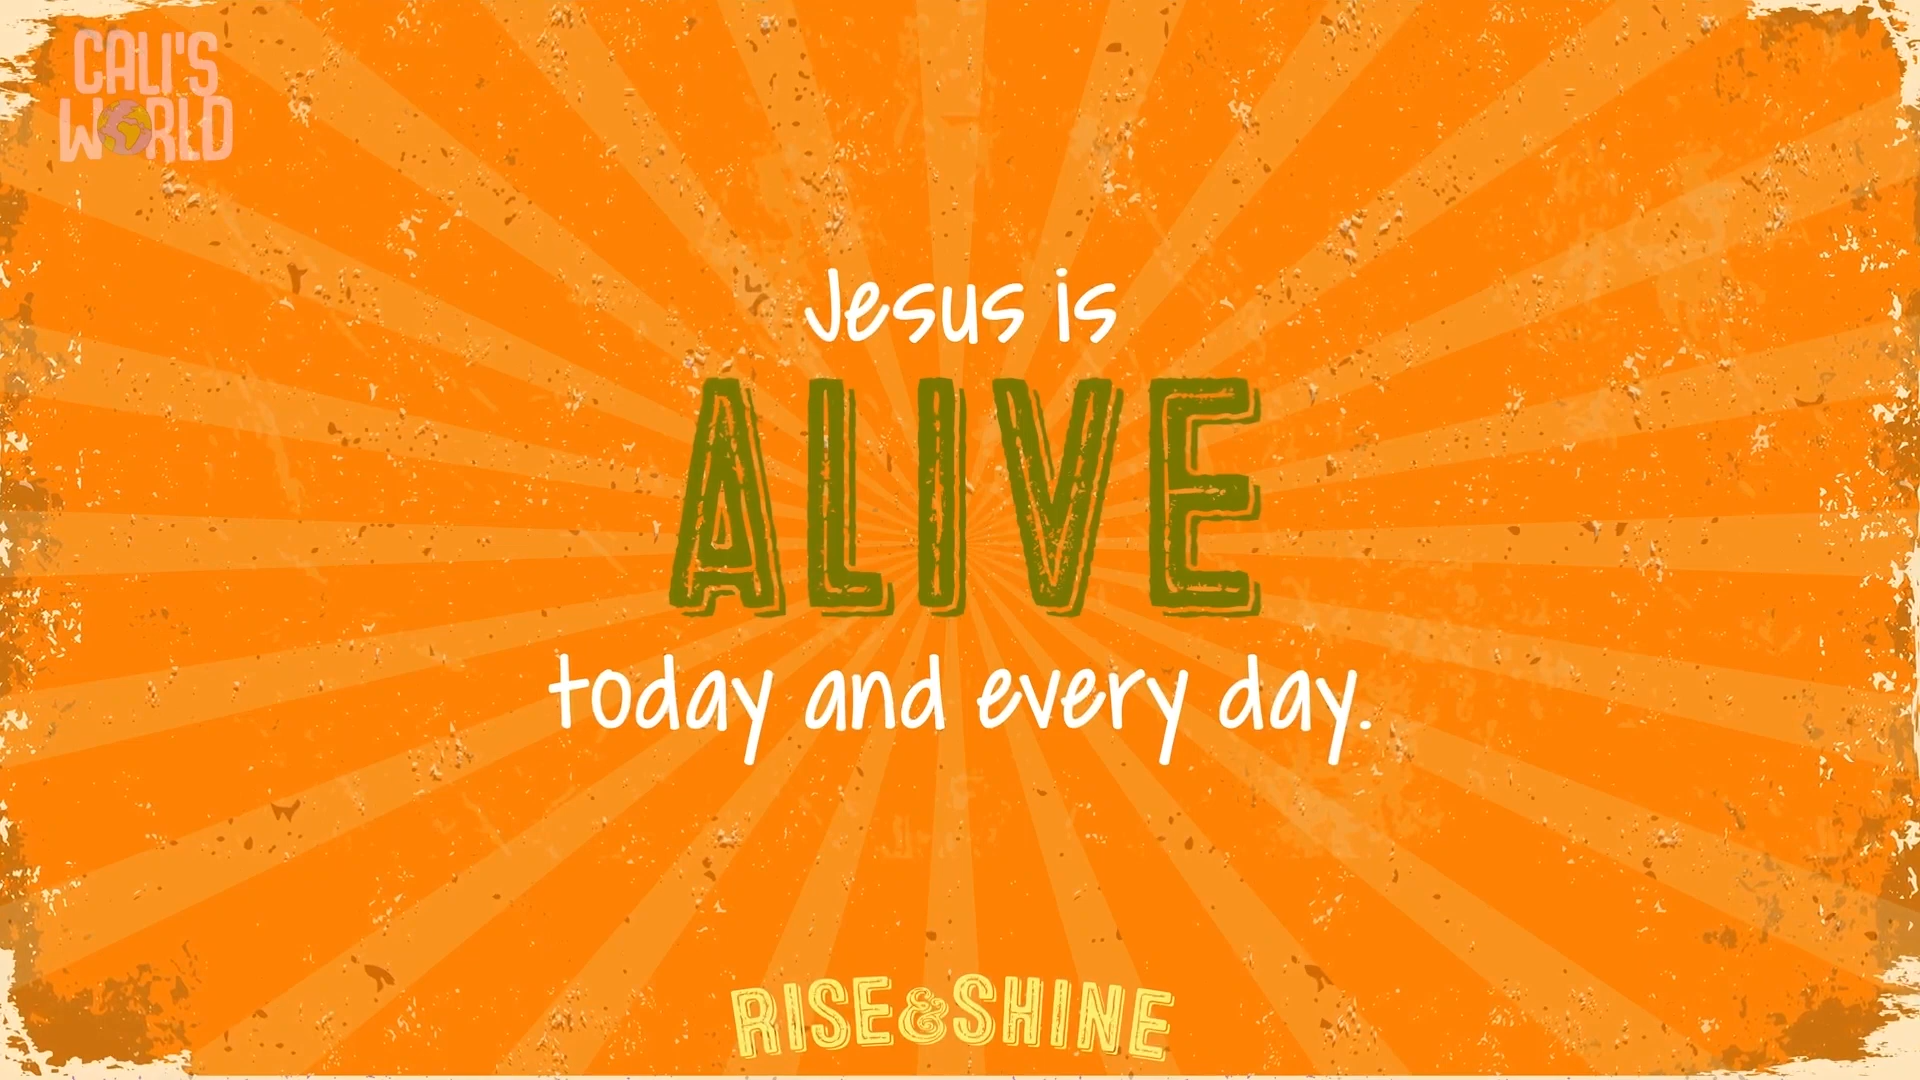 CALI'S
WORLD
Jesus is
ALIVE
today and every day.
RISE & SHINE